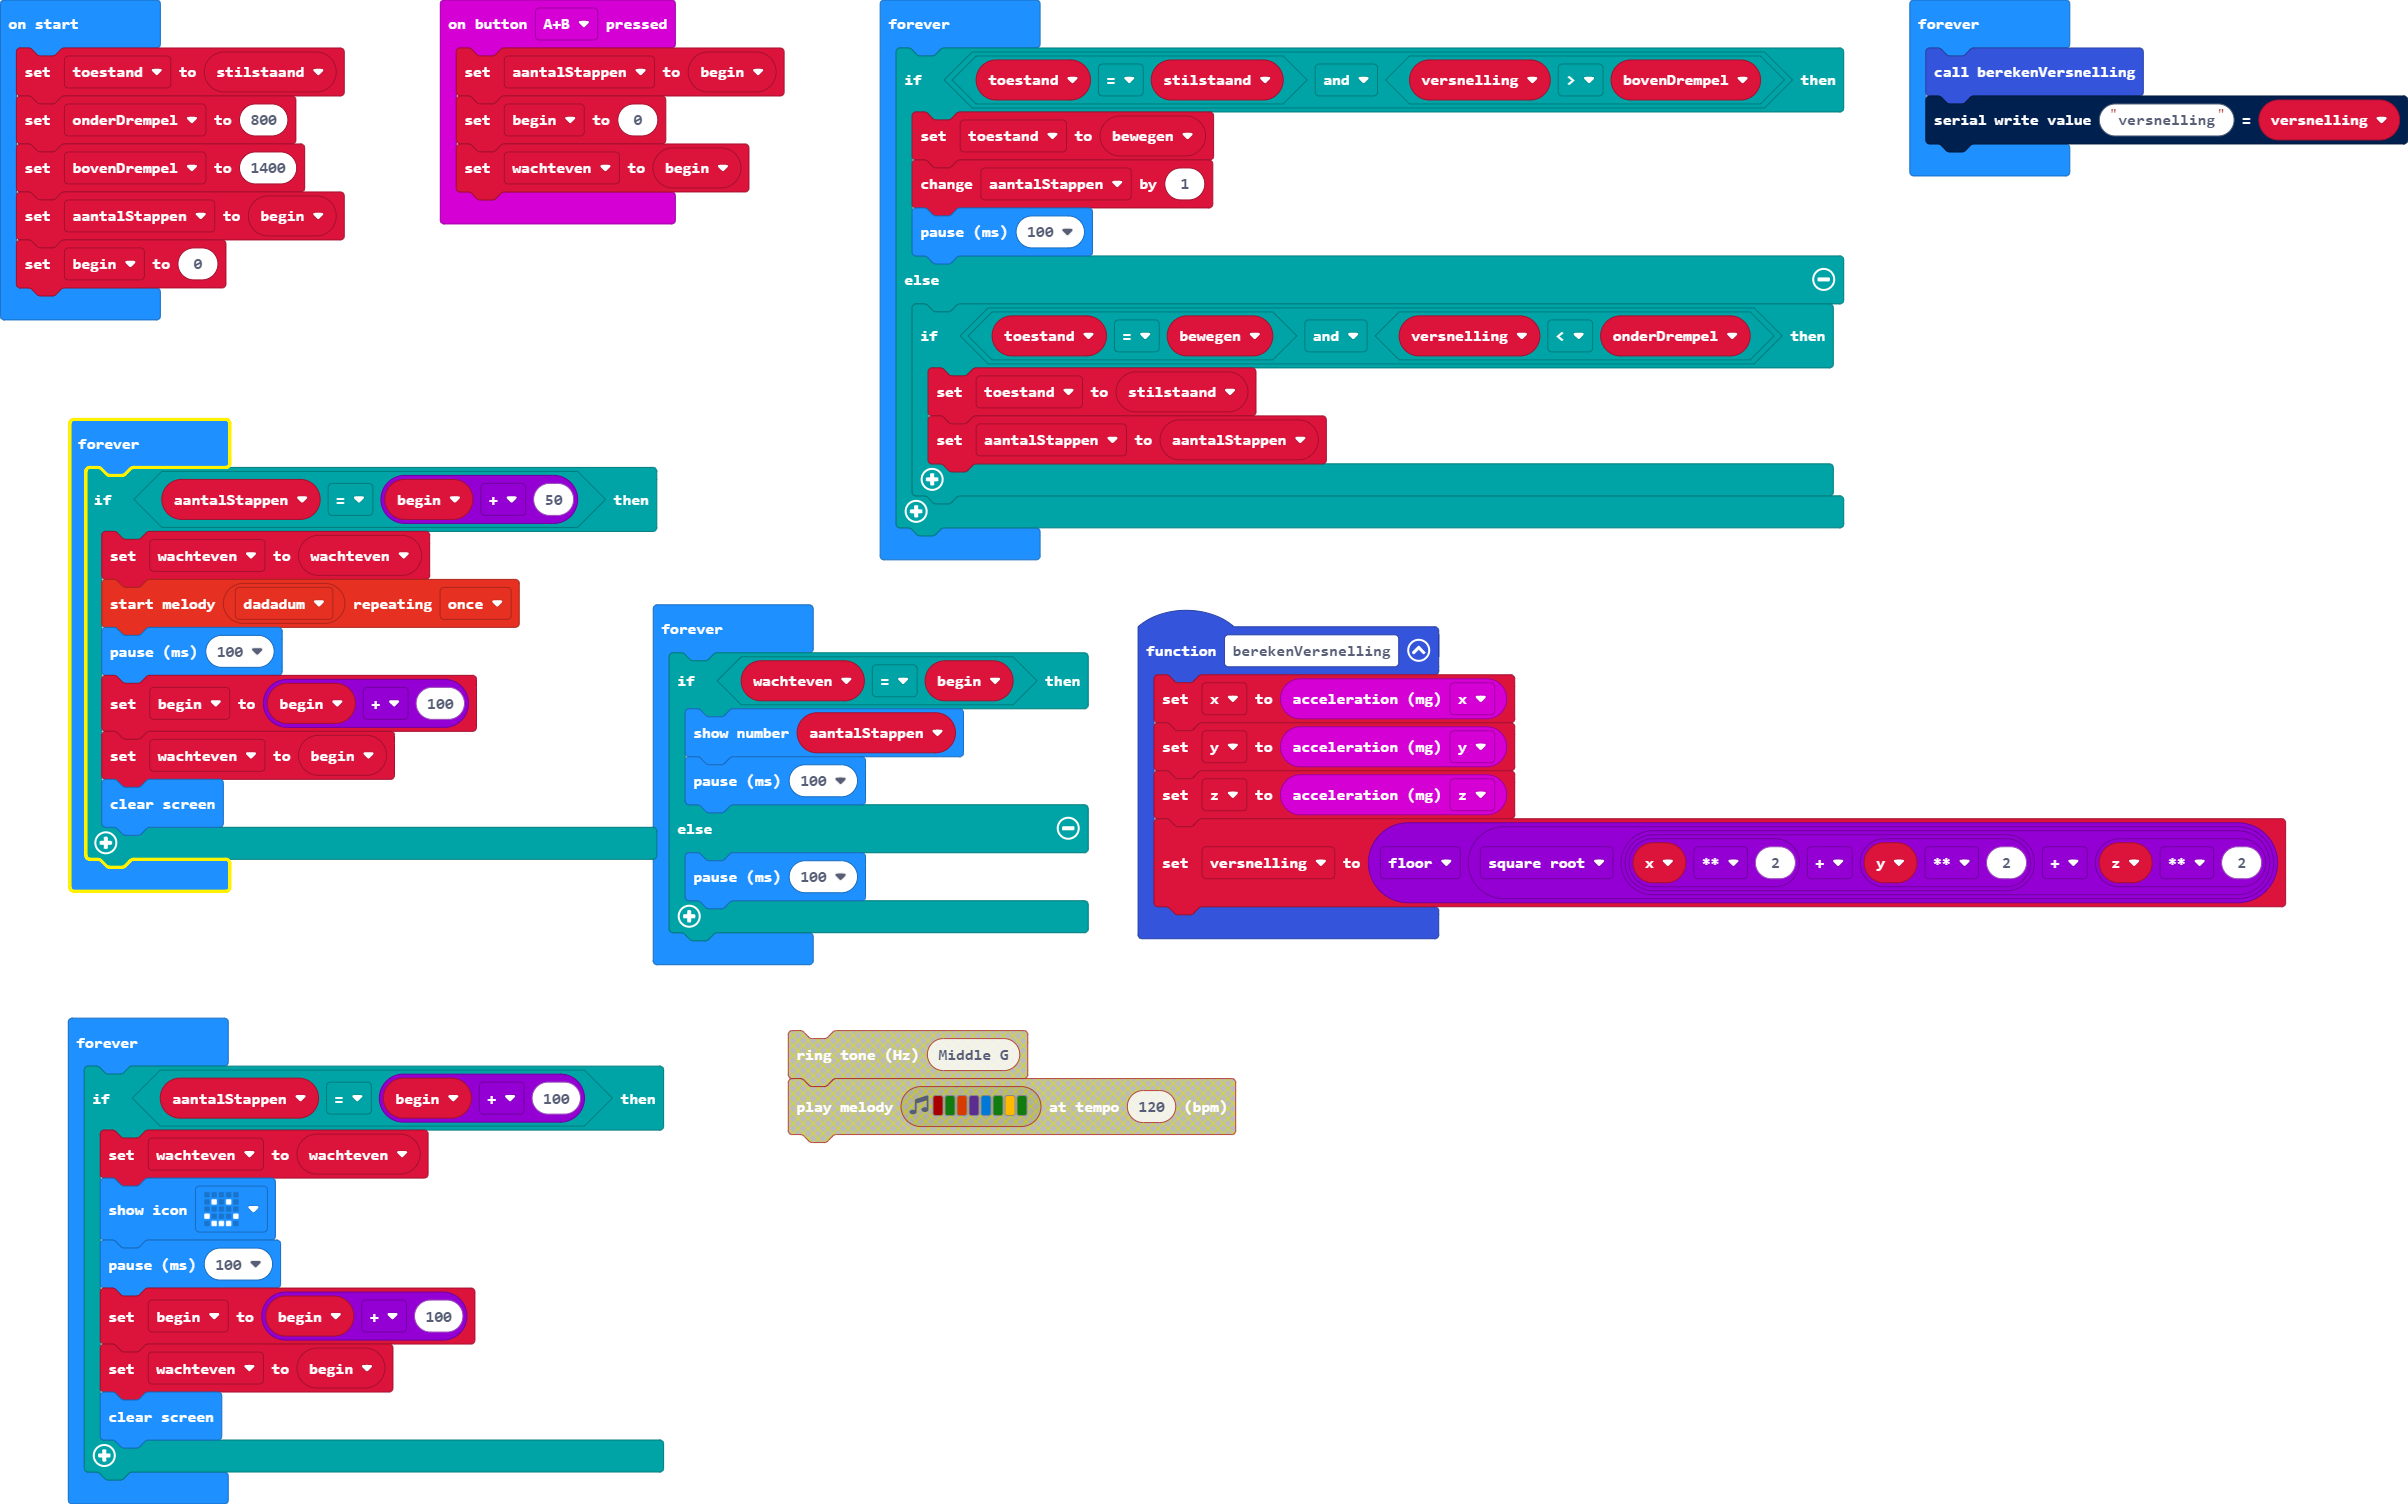 on start
set toestand to stilstaand
set onderDrempel to 800
set bovenDrempel to 1400
set aantalStappen to begin
set begin to 0
on button A+B pressed
set aantalStappen to begin
set begin to 0
set wachteven to begin
forever
if toestand = stilstaand and versnelling > bovenDrempel then
set toestand to bewegen
change aantalStappen by 1
pause (ms) 100
else
if toestand = bewegen and versnelling < onderDrempel then
set toestand to stilstaand
set aantalStappen to aantalStappen
forever
call berekenVersnelling
serial write value "versnelling" = versnelling
forever
if aantalStappen = begin + 50 then
set wachteven to wachteven
start melody dadadum repeating once
pause (ms) 100
set begin to begin + 100
set wachteven to begin
clear screen
forever
if wachteven = begin then
show number aantalStappen
pause (ms) 100
else
pause (ms) 100
function berekenVersnelling
set x to acceleration (mg) x
set y to acceleration (mg) y
set z to acceleration (mg) z
set versnelling to floor square root x ** 2 + y ** 2 + z ** 2
forever
if aantalStappen = begin + 100 then
set wachteven to wachteven
show icon
pause (ms) 100
set begin to begin + 100
set wachteven to begin
clear screen
ring tone (Hz) Middle G
play melody at tempo 120 (bpm)